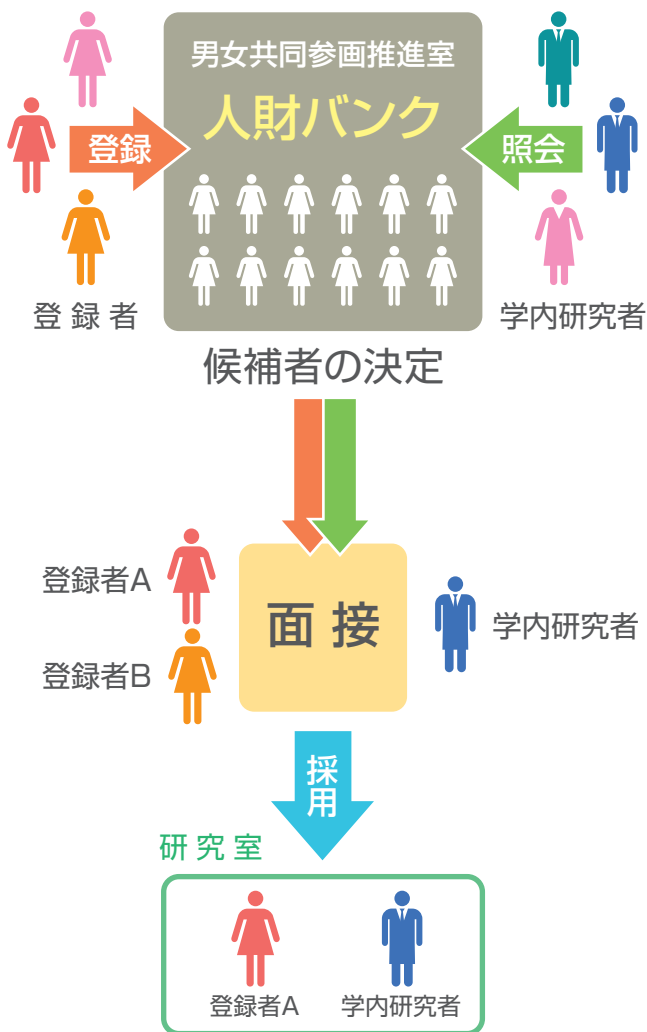 男女共同参画推進室
人財バンク
登録
照会
登録者
学内研究者
候補者の決定
登録者A
登録者B
面接
学内研究者
採用
研究室
登録者A
学内研究者